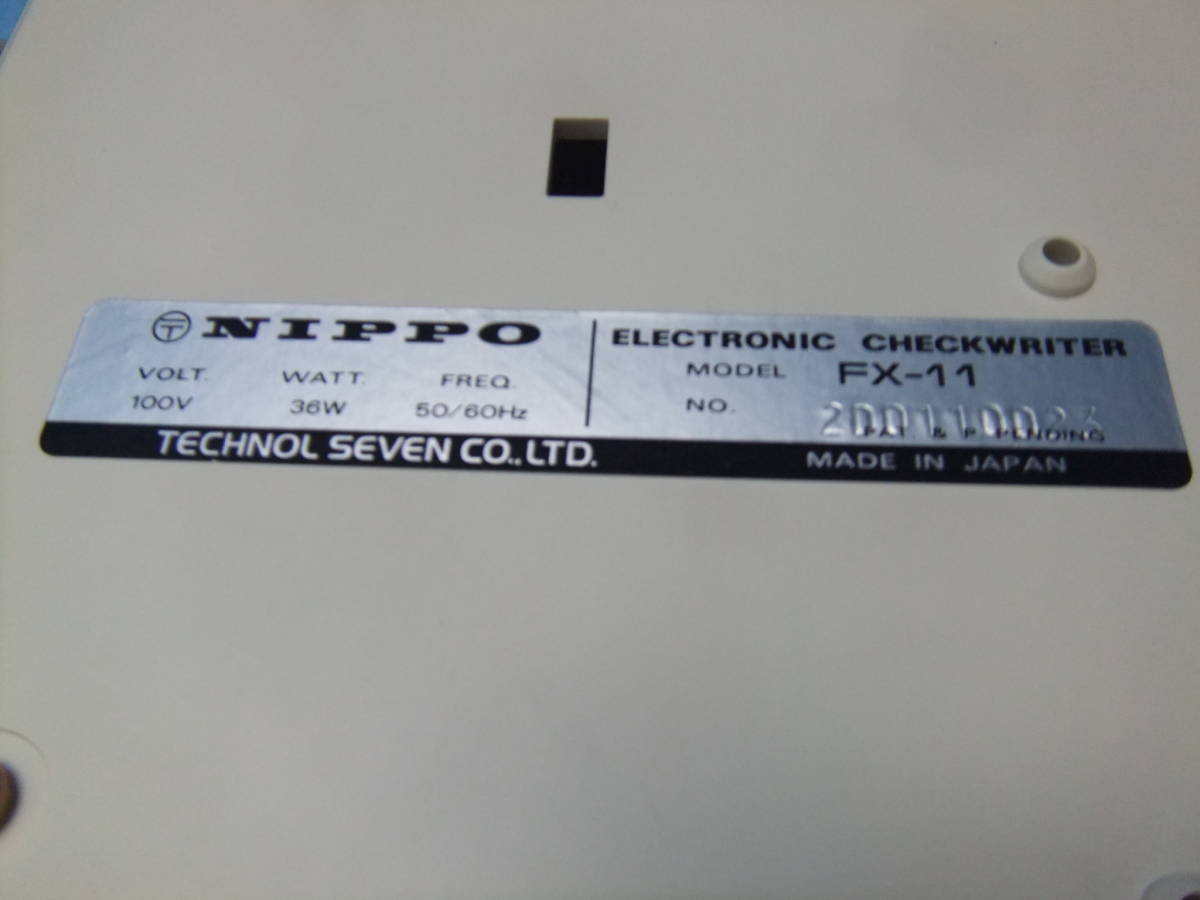 NIPPO
VOLT. WATT. FREQ.
100V 36W 50/60Hz
TECHNOL SEVEN CO.,LTD.
ELECTRONIC CHECKWRITER
MODEL FX-11
NO.
PAT. & P. PENDING
MADE IN JAPAN